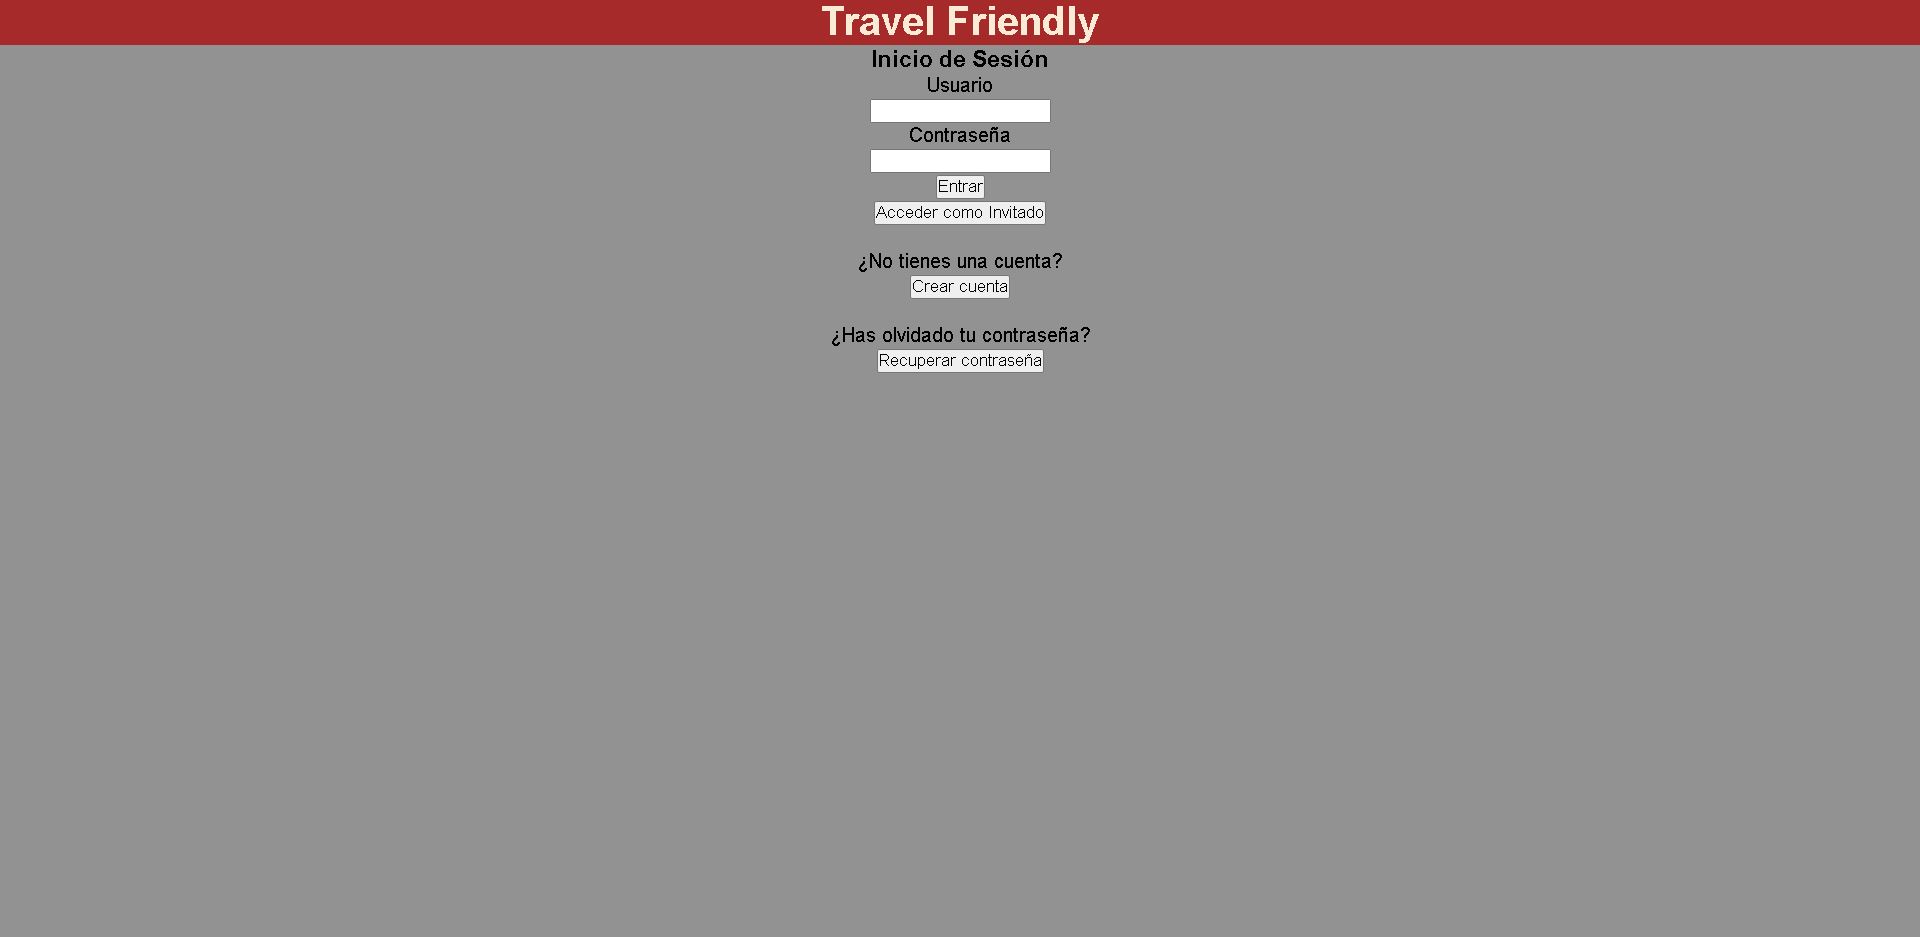 Travel Friendly
Inicio de Sesión
Usuario
Contraseña
Entrar
Acceder como Invitado
¿No tienes una cuenta?
Crear cuenta
¿Has olvidado tu contraseña?
Recuperar contraseña